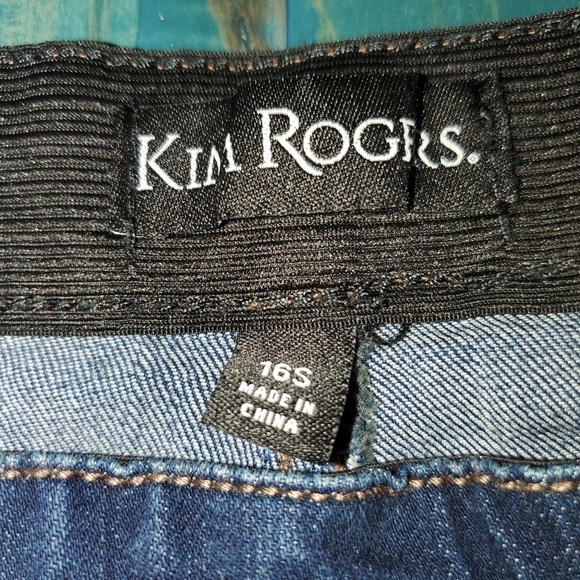 KIM ROGERS.
16S
MADE IN
CHINA